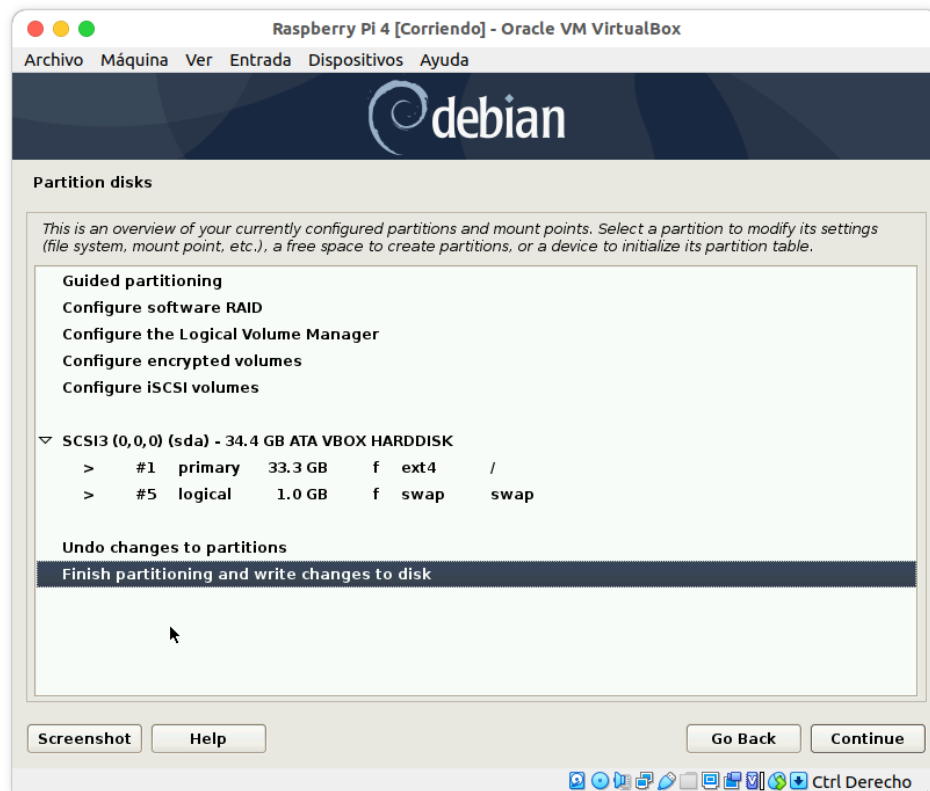 Raspberry Pi 4 [Corriendo] - Oracle VM VirtualBox
Archivo Máquina Ver Entrada Dispositivos Ayuda
debian
Partition disks
This is an overview of your currently configured partitions and mount points. Select a partition to modify its settings
(file system, mount point, etc.), a free space to create partitions, or a device to initialize its partition table.
Guided partitioning
Configure software RAID
Configure the Logical Volume Manager
Configure encrypted volumes
Configure iSCSI volumes
SCSI3 (0,0,0) (sda) - 34.4 GB ATA VBOX HARDDISK
> #1 primary 33.3 GB f ext4 /
> #5 logical 1.0 GB f swap swap
Undo changes to partitions
Finish partitioning and write changes to disk
Screenshot Help Go Back Continue
Ctrl Derecho